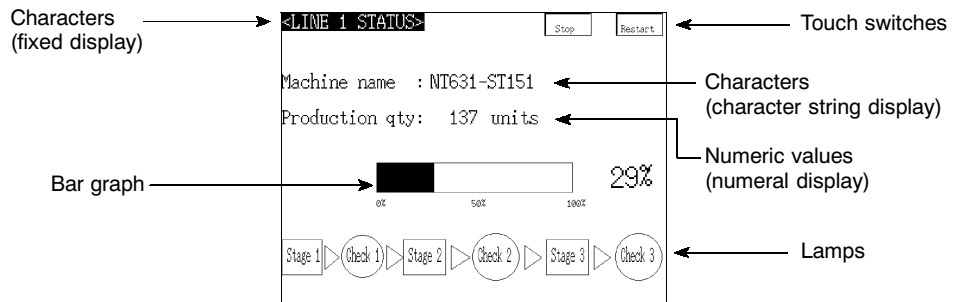 Characters
(fixed display)
<LINE 1 STATUS>
Stop
Restart
Touch switches
Machine name : NT631-ST151
Characters
(character string display)
Production qty: 137 units
Numeric values
(numeral display)
Bar graph
29%
0% 50% 100%
Stage 1 Check 1 Stage 2 Check 2 Stage 3 Check 3
Lamps